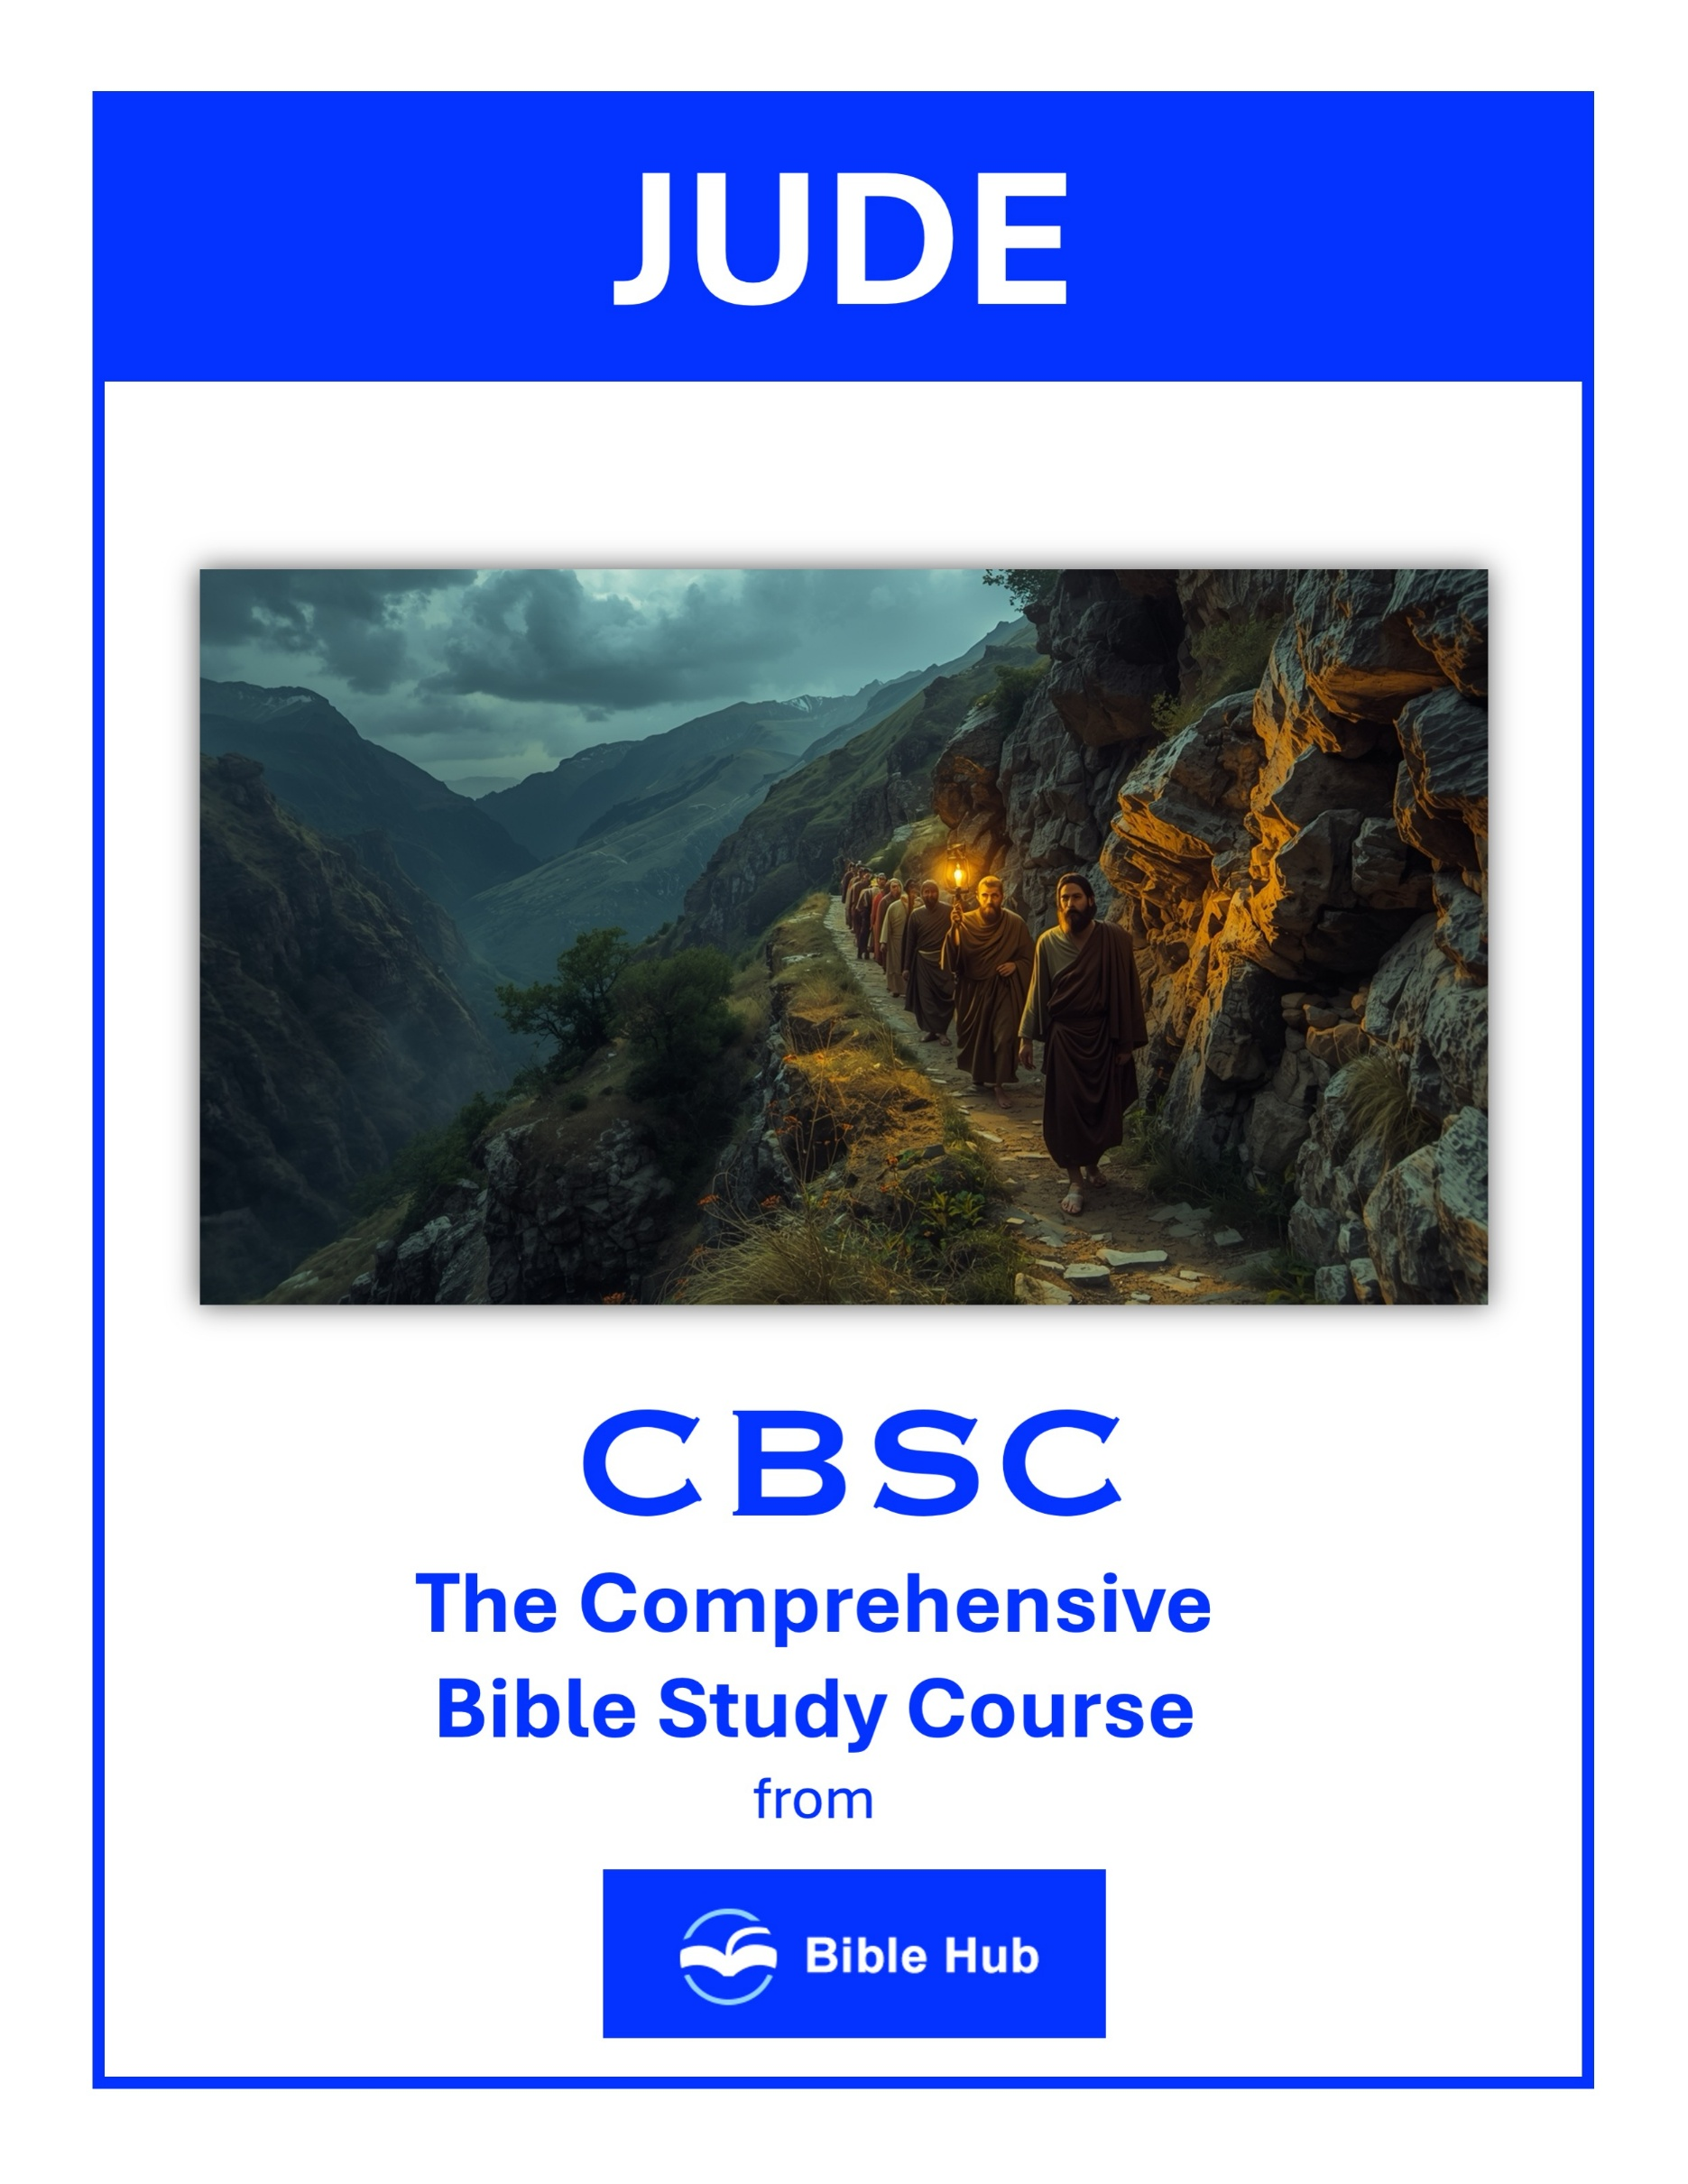 JUDE
CBSC
The Comprehensive
Bible Study Course
from
Bible Hub